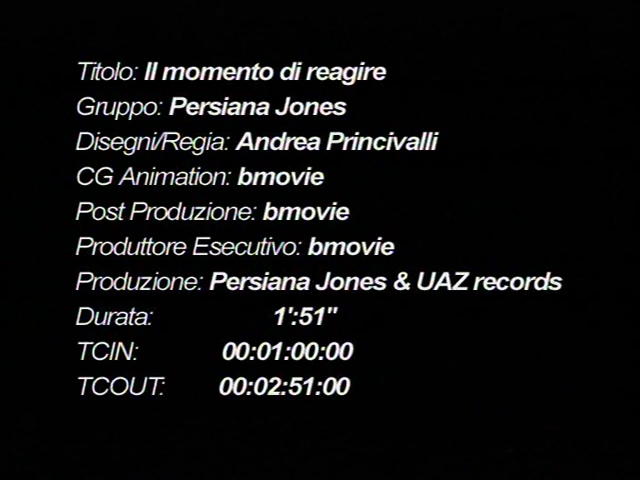 Titolo: Il momento di reagire
Gruppo: Persiana Jones
Disegni/Regia: Andrea Princivalli
CG Animation: bmovie
Post Produzione: bmovie
Produttore Esecutivo: bmovie
Produzione: Persiana Jones & UAZ records
Durata: 1':51"
TCIN: 00:01:00:00
TCOUT: 00:02:51:00